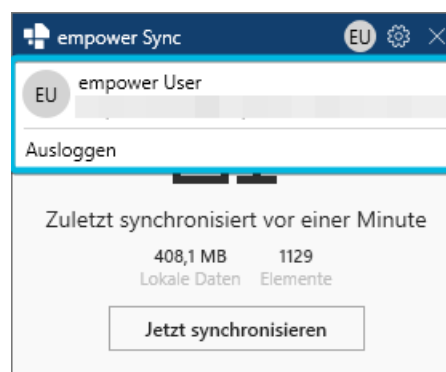 empower Sync EU
EU empower User
Ausloggen
Zuletzt synchronisiert vor einer Minute
408,1 MB 1129
Lokale Daten Elemente
Jetzt synchronisieren